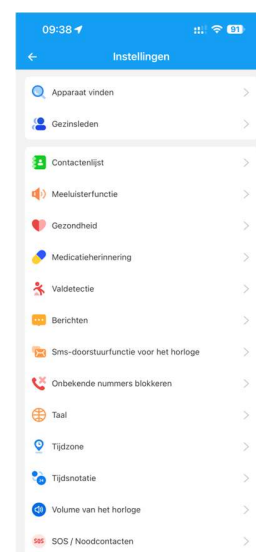 09:38
91
Instellingen
Apparaat vinden
Gezinsleden
Contactenlijst
Meeluisterfunctie
Gezondheid
Medicatieherinnering
Valdetectie
Berichten
Sms-doorstuurfunctie voor het horloge
Onbekende nummers blokkeren
Taal
Tijdzone
Tijdsnotatie
Volume van het horloge
SOS SOS / Noodcontacten